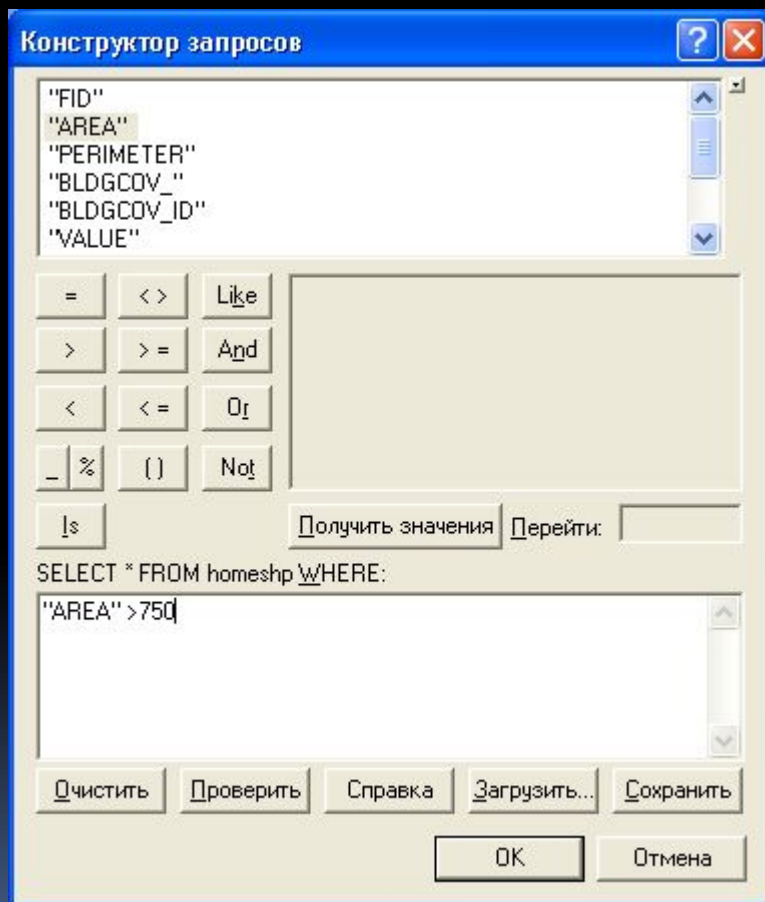 Конструктор запросов
"FID"
"AREA"
"PERIMETER"
"BLDGCOV_"
"BLDGCOV_ID"
"VALUE"
= < > Like
> > = And
< < = Or
_ % ( ) Not
Is Получить значения Перейти:
SELECT * FROM homeshp WHERE:
"AREA" >750
Очистить Проверить Справка Загрузить... Сохранить
OK Отмена